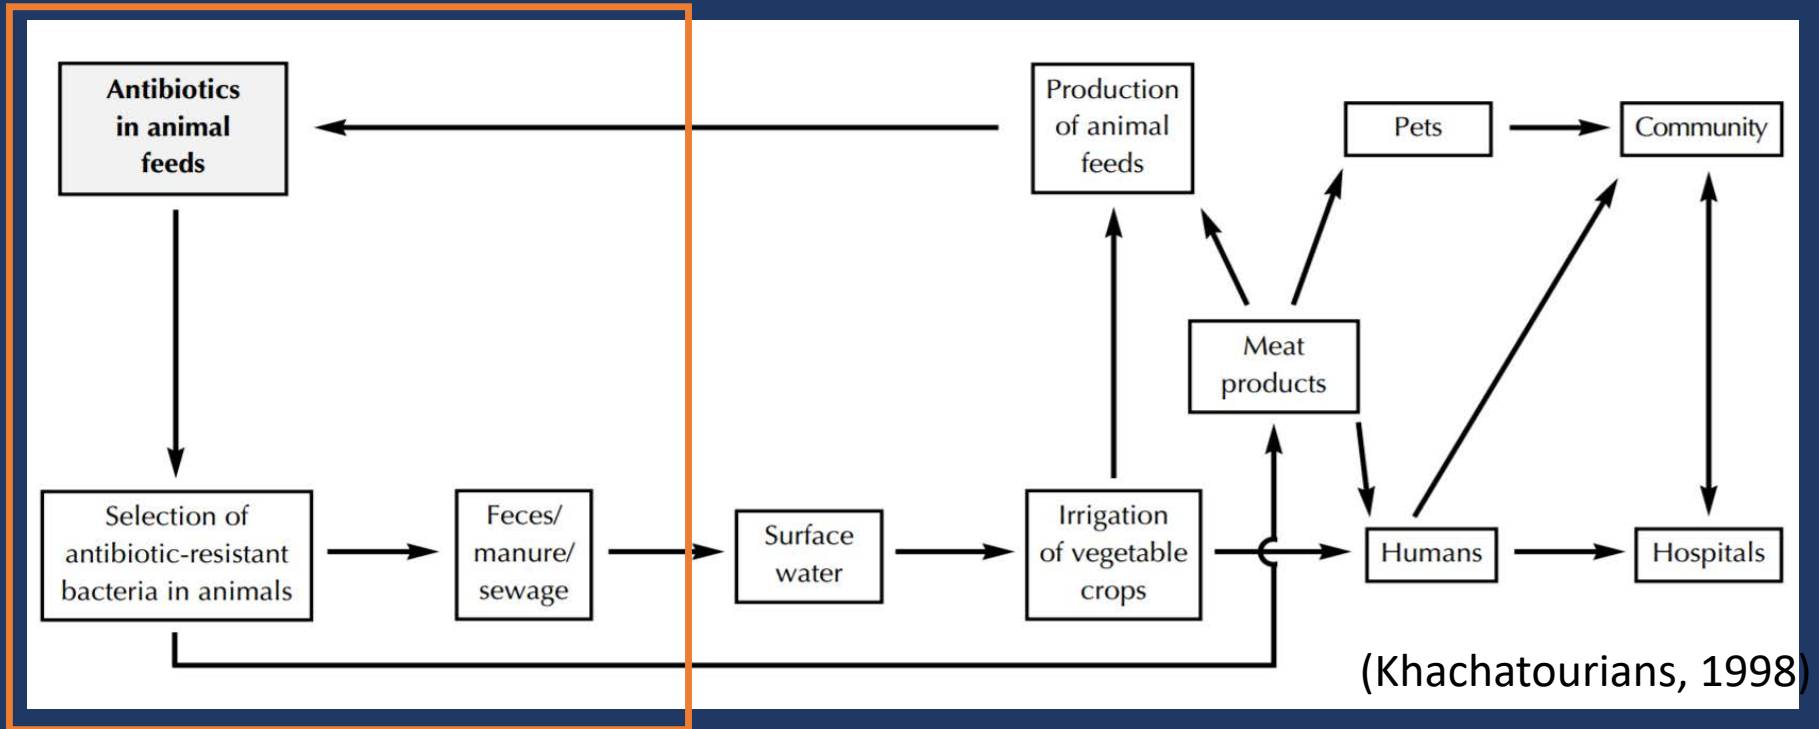 Antibiotics
in animal
feeds
Production
of animal
feeds
Pets
Community
Meat
products
Selection of
antibiotic-resistant
bacteria in animals
Feces/
manure/
sewage
Surface
water
Irrigation
of vegetable
crops
Humans
Hospitals
(Khachatourians, 1998)